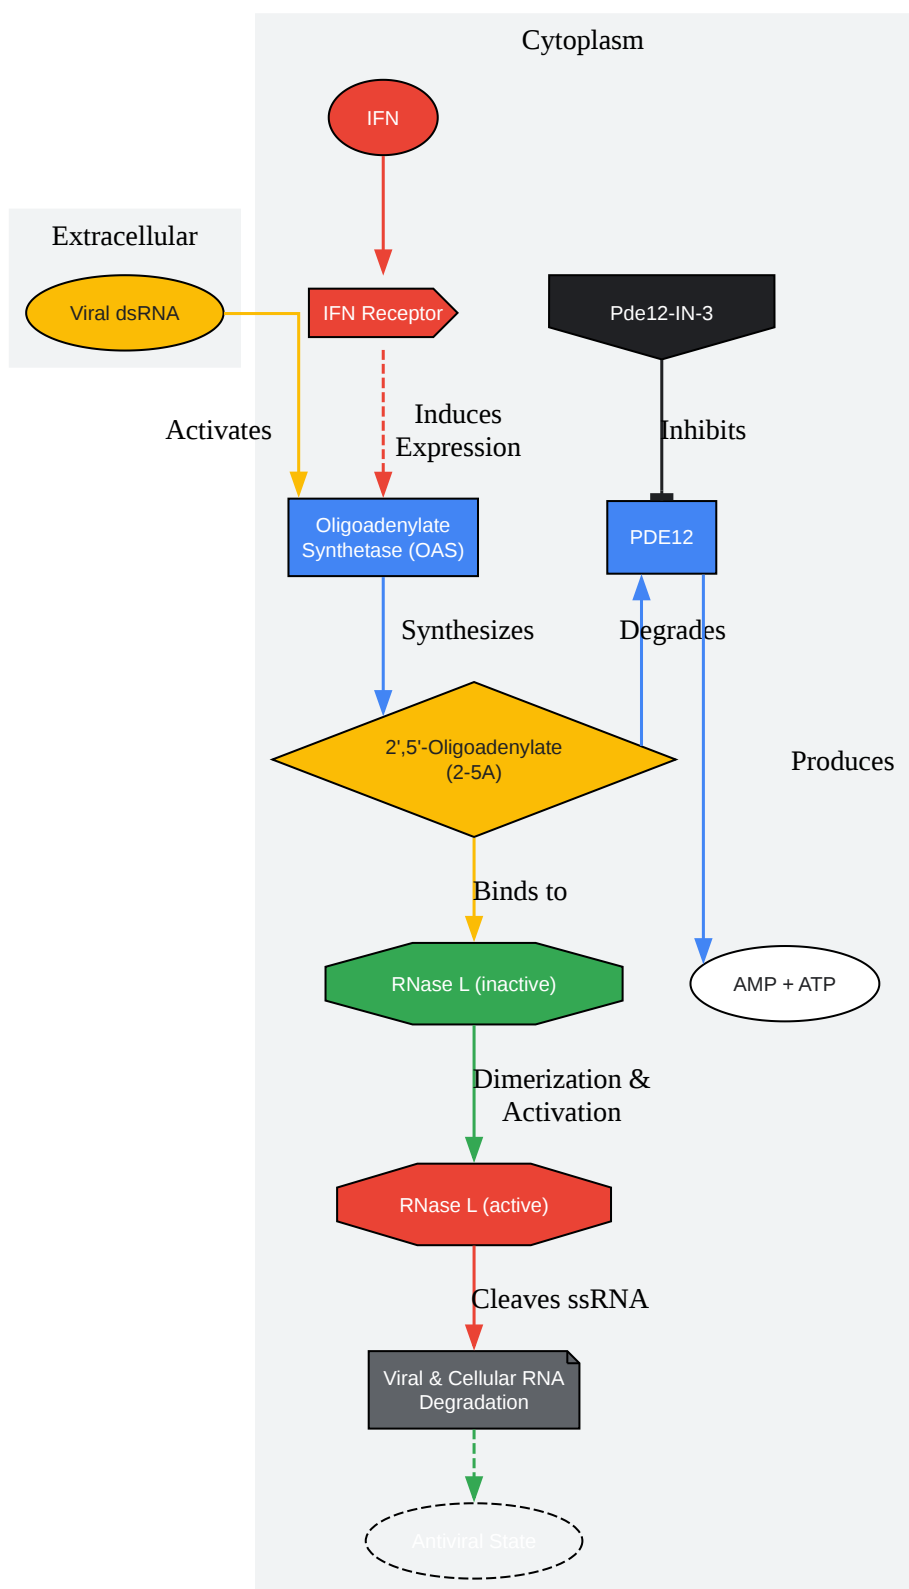 Cytoplasm
IFN
Extracellular
Viral dsRNA
IFN Receptor
Pde12-IN-3
Activates
Induces
Expression
Inhibits
Oligoadenylate
Synthetase (OAS)
PDE12
Synthesizes
Degrades
2',5'-Oligoadenylate
(2-5A)
Produces
Binds to
RNase L (inactive)
AMP + ATP
Dimerization &
Activation
RNase L (active)
Cleaves ssRNA
Viral & Cellular RNA
Degradation
Antiviral State